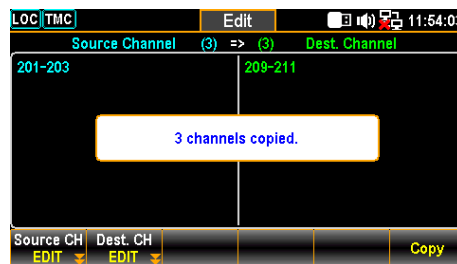 LOC TMC Edit 11:54:03
Source Channel (3) => (3) Dest. Channel
201-203 209-211
3 channels copied.
Source CH Dest. CH
EDIT EDIT Copy